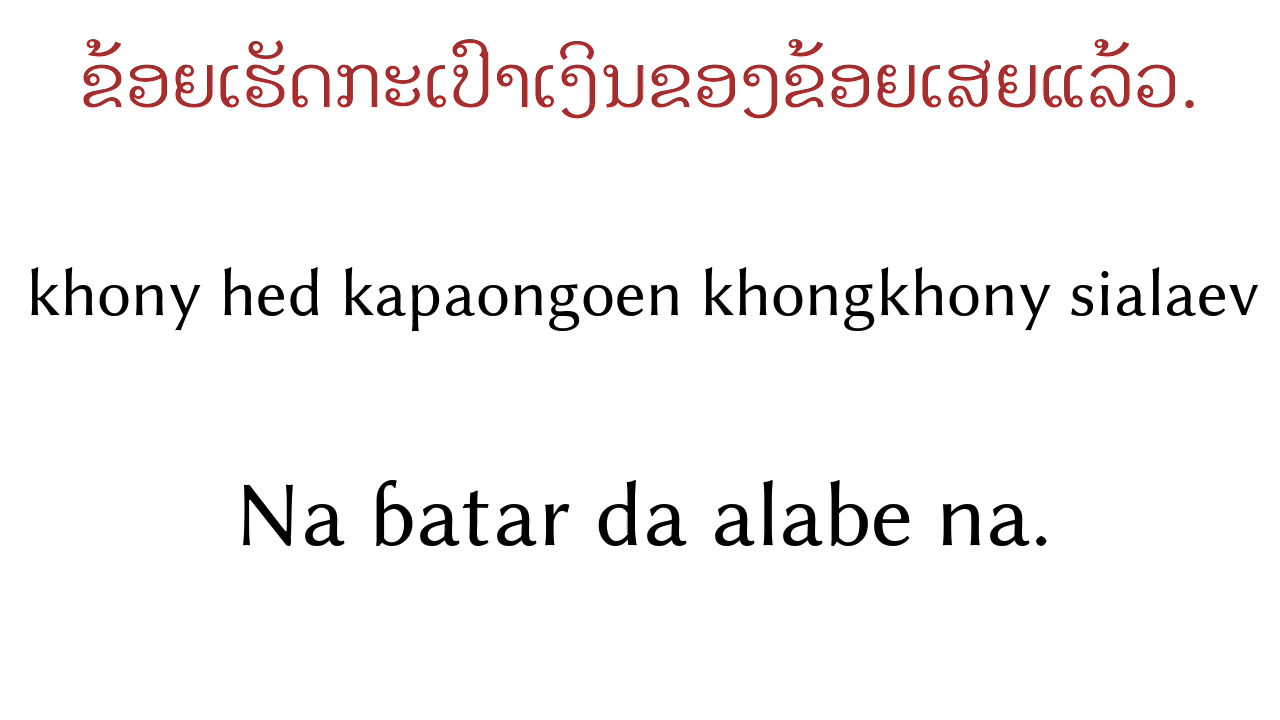 ຂ້ອຍເຮັດກະເປົາເງິນຂອງຂ້ອຍເສຍແລ້ວ.
khony hed kapaongoen khongkhony sialaev
Na ɓatar da alabe na.